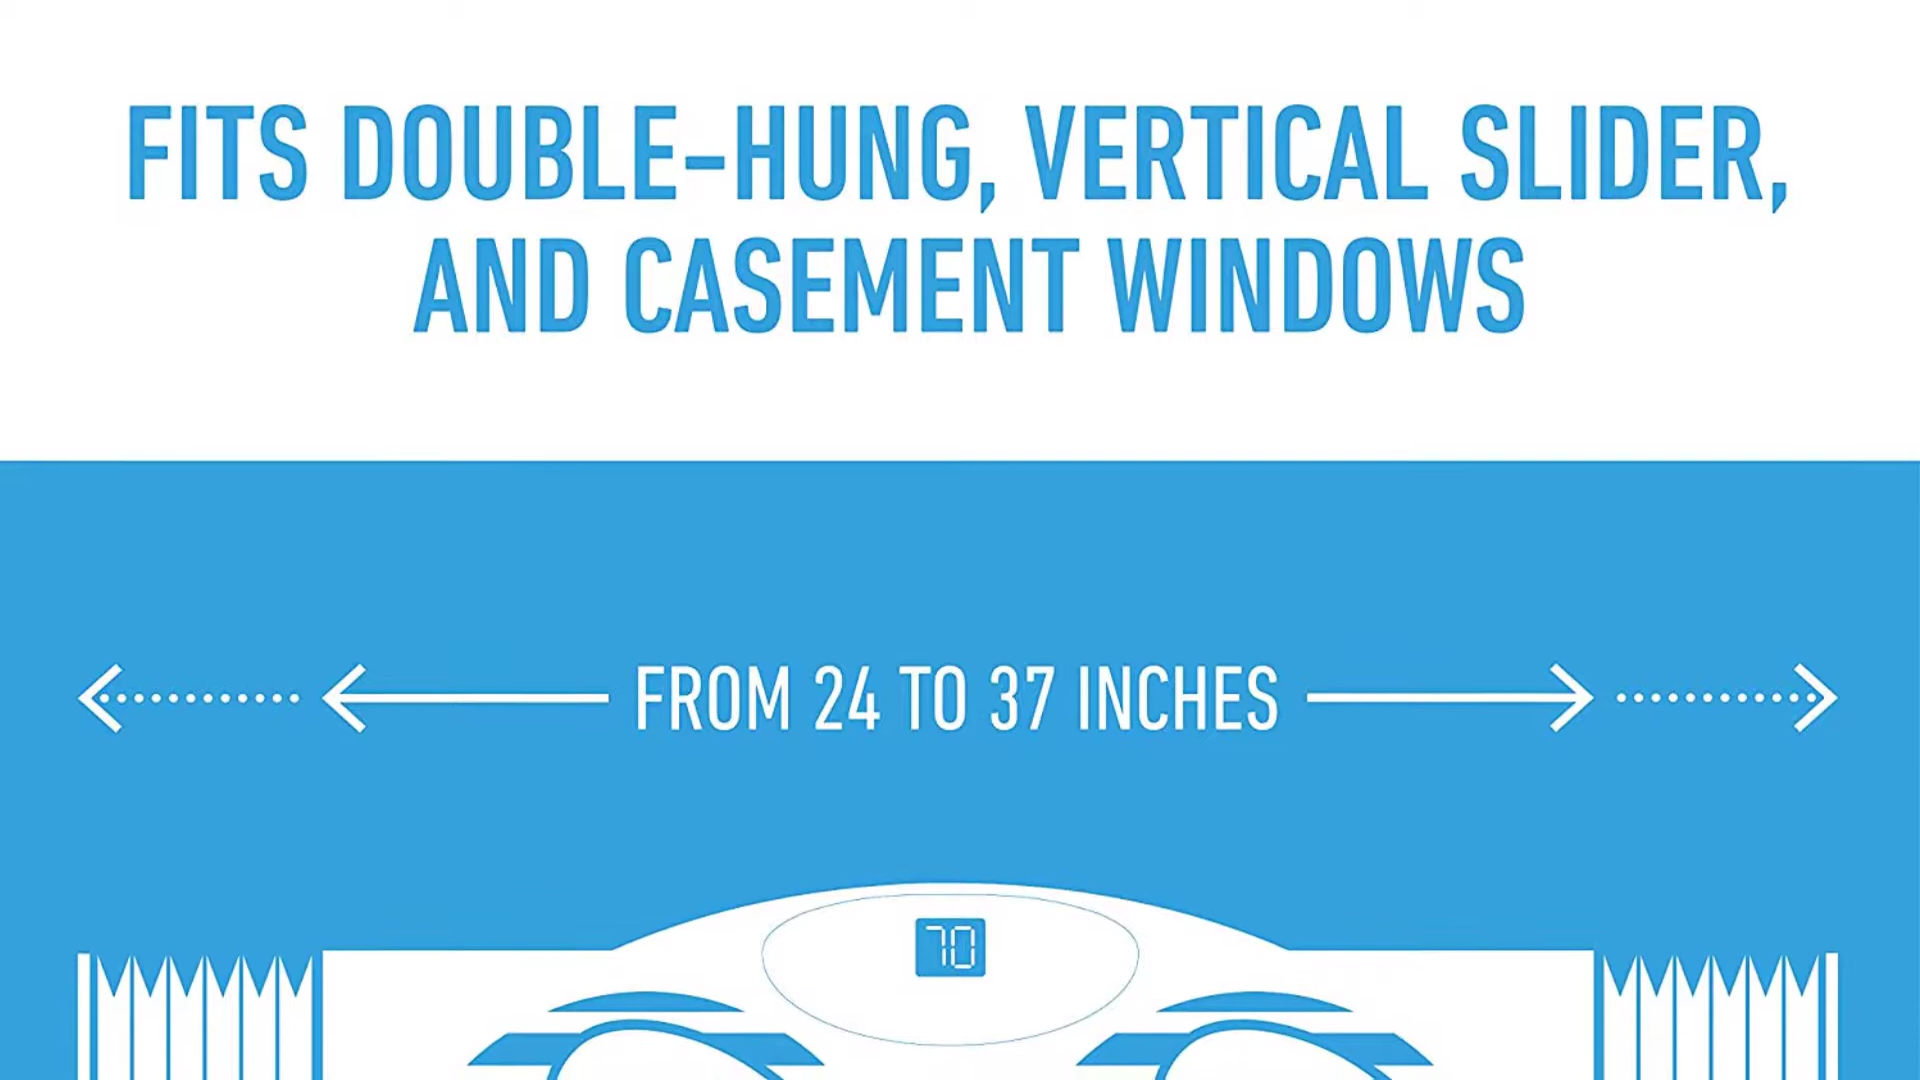 FITS DOUBLE-HUNG, VERTICAL SLIDER,
AND CASEMENT WINDOWS
FROM 24 TO 37 INCHES
70